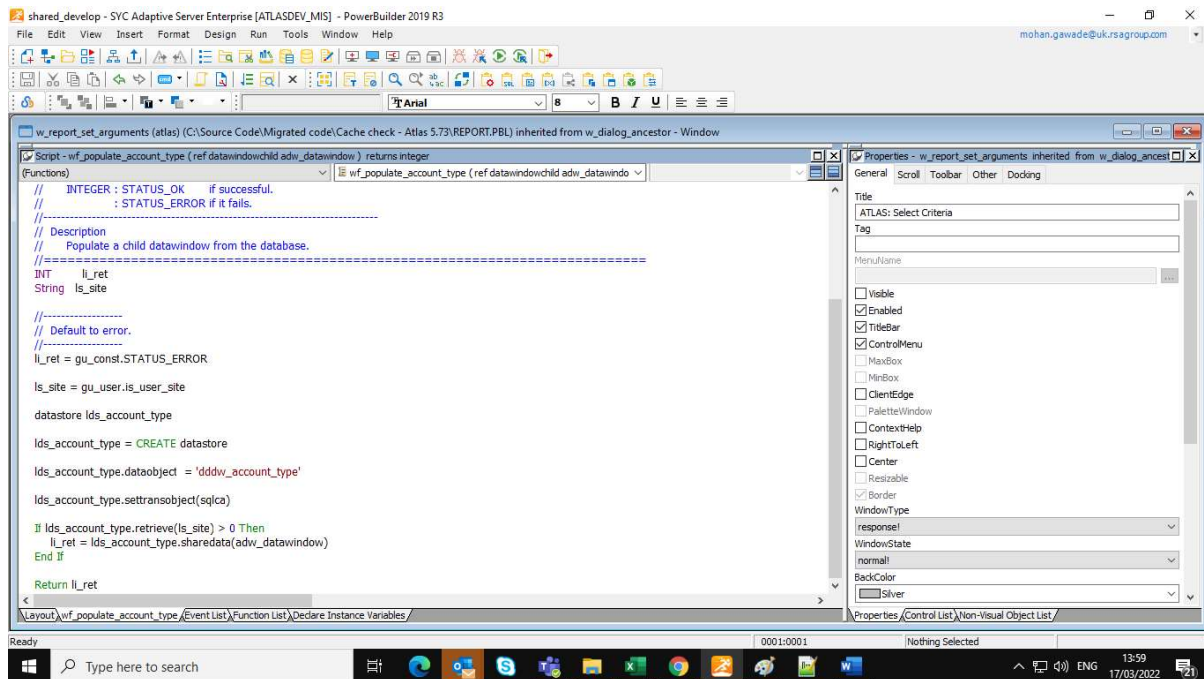 shared_develop - SYC Adaptive Server Enterprise [ATLASDEV_MIS] - PowerBuilder 2019 R3
File Edit View Insert Format Design Run Tools Window Help
mohan.gawade@uk.rsagroup.com
Arial 8 B I U
w_report_set_arguments (atlas) (C:\Source Code\Migrated code\Cache check - Atlas 5.73\REPORT.PBL) inherited from w_dialog_ancestor - Window
Script - wf_populate_account_type ( ref datawindowchild adw_datawindow ) returns integer
(Functions)
wf_populate_account_type ( ref datawindowchild adw_datawindo
// INTEGER : STATUS_OK if successful.
// : STATUS_ERROR if it fails.
//----------------------------------------------------------------------
// Description
// Populate a child datawindow from the database.
//=============================================================================
INT li_ret
String ls_site
//------------------
// Default to error.
//------------------
li_ret = gu_const.STATUS_ERROR
ls_site = gu_user.is_user_site
datastore lds_account_type
lds_account_type = CREATE datastore
lds_account_type.dataobject = 'dddw_account_type'
lds_account_type.settransobject(sqlca)
If lds_account_type.retrieve(ls_site) > 0 Then
li_ret = lds_account_type.sharedata(adw_datawindow)
End If
Return li_ret
Layout wf_populate_account_type Event List Function List Declare Instance Variables
Properties - w_report_set_arguments inherited from w_dialog_ancest
General Scroll Toolbar Other Docking
Title
ATLAS: Select Criteria
Tag
MenuName
...
Visible
Enabled
TitleBar
ControlMenu
MaxBox
MinBox
ClientEdge
PaletteWindow
ContextHelp
RightToLeft
Center
Resizable
Border
WindowType
response!
WindowState
normal!
BackColor
Silver
Properties Control List Non-Visual Object List
Ready
0001:0001
Nothing Selected
Type here to search
ENG
13:59
17/03/2022
21